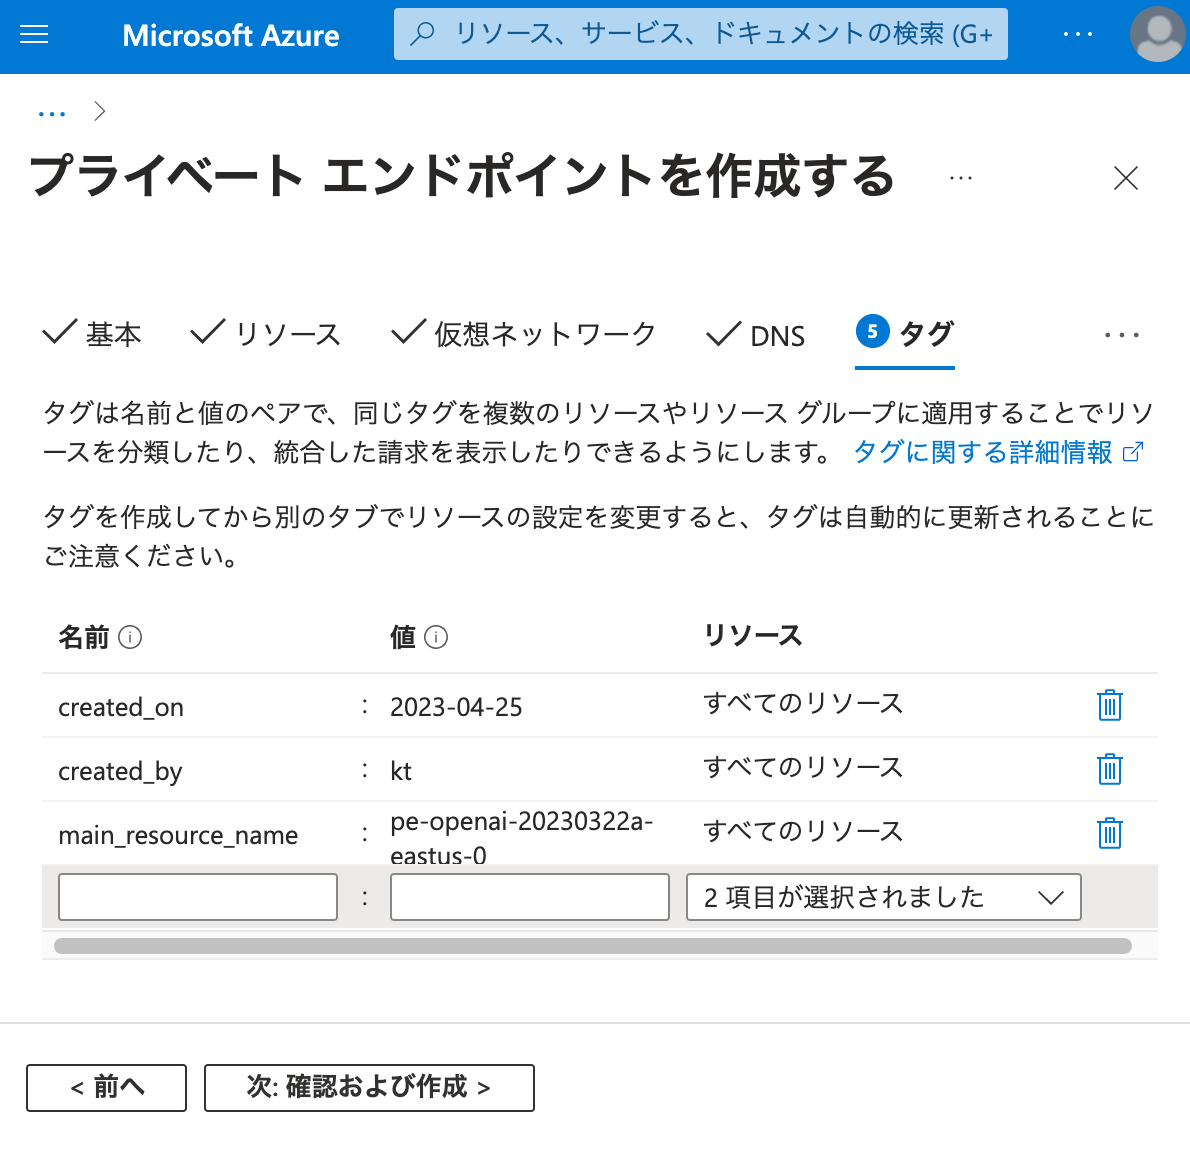 Microsoft Azure
リソース、サービス、ドキュメントの検索 (G+
プライベート エンドポイントを作成する
基本
リソース
仮想ネットワーク
DNS
5 タグ
タグは名前と値のペアで、同じタグを複数のリソースやリソース グループに適用することでリソ
ースを分類したり、統合した請求を表示したりできるようにします。 タグに関する詳細情報
タグを作成してから別のタブでリソースの設定を変更すると、タグは自動的に更新されることに
ご注意ください。
名前 値 リソース
created_on : 2023-04-25 すべてのリソース
created_by : kt すべてのリソース
main_resource_name : pe-openai-20230322a-
eastus-0 すべてのリソース
: 2 項目が選択されました
< 前へ
次: 確認および作成 >